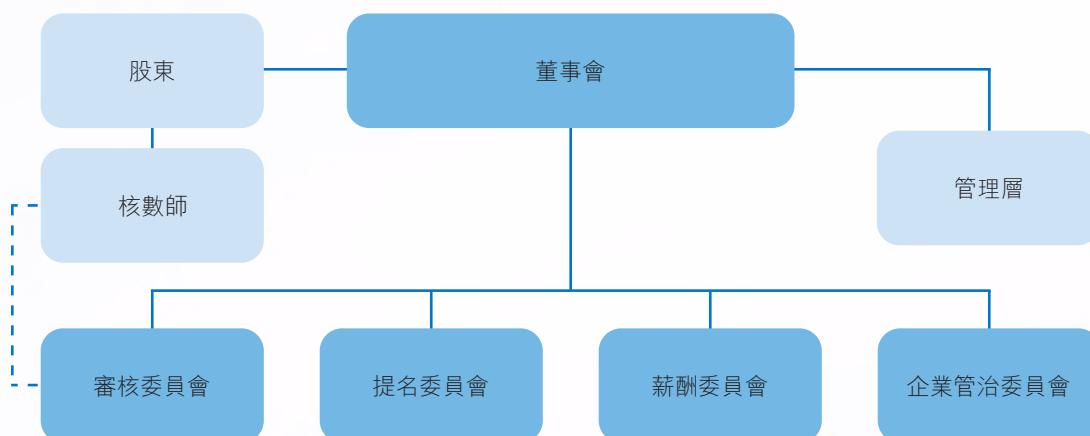 股東
董事會
核數師
管理層
審核委員會
提名委員會
薪酬委員會
企業管治委員會